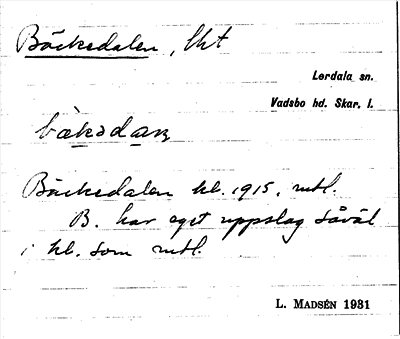 Bäckedalen, lht
Lerdala sn.
Vadsbo hd. Skar. l.
bækədaɳ
Bäckedalen hl. 1915, mtl.
B. har eget uppslag såväl
i hl. som mtl.
L. MADSÉN 1931